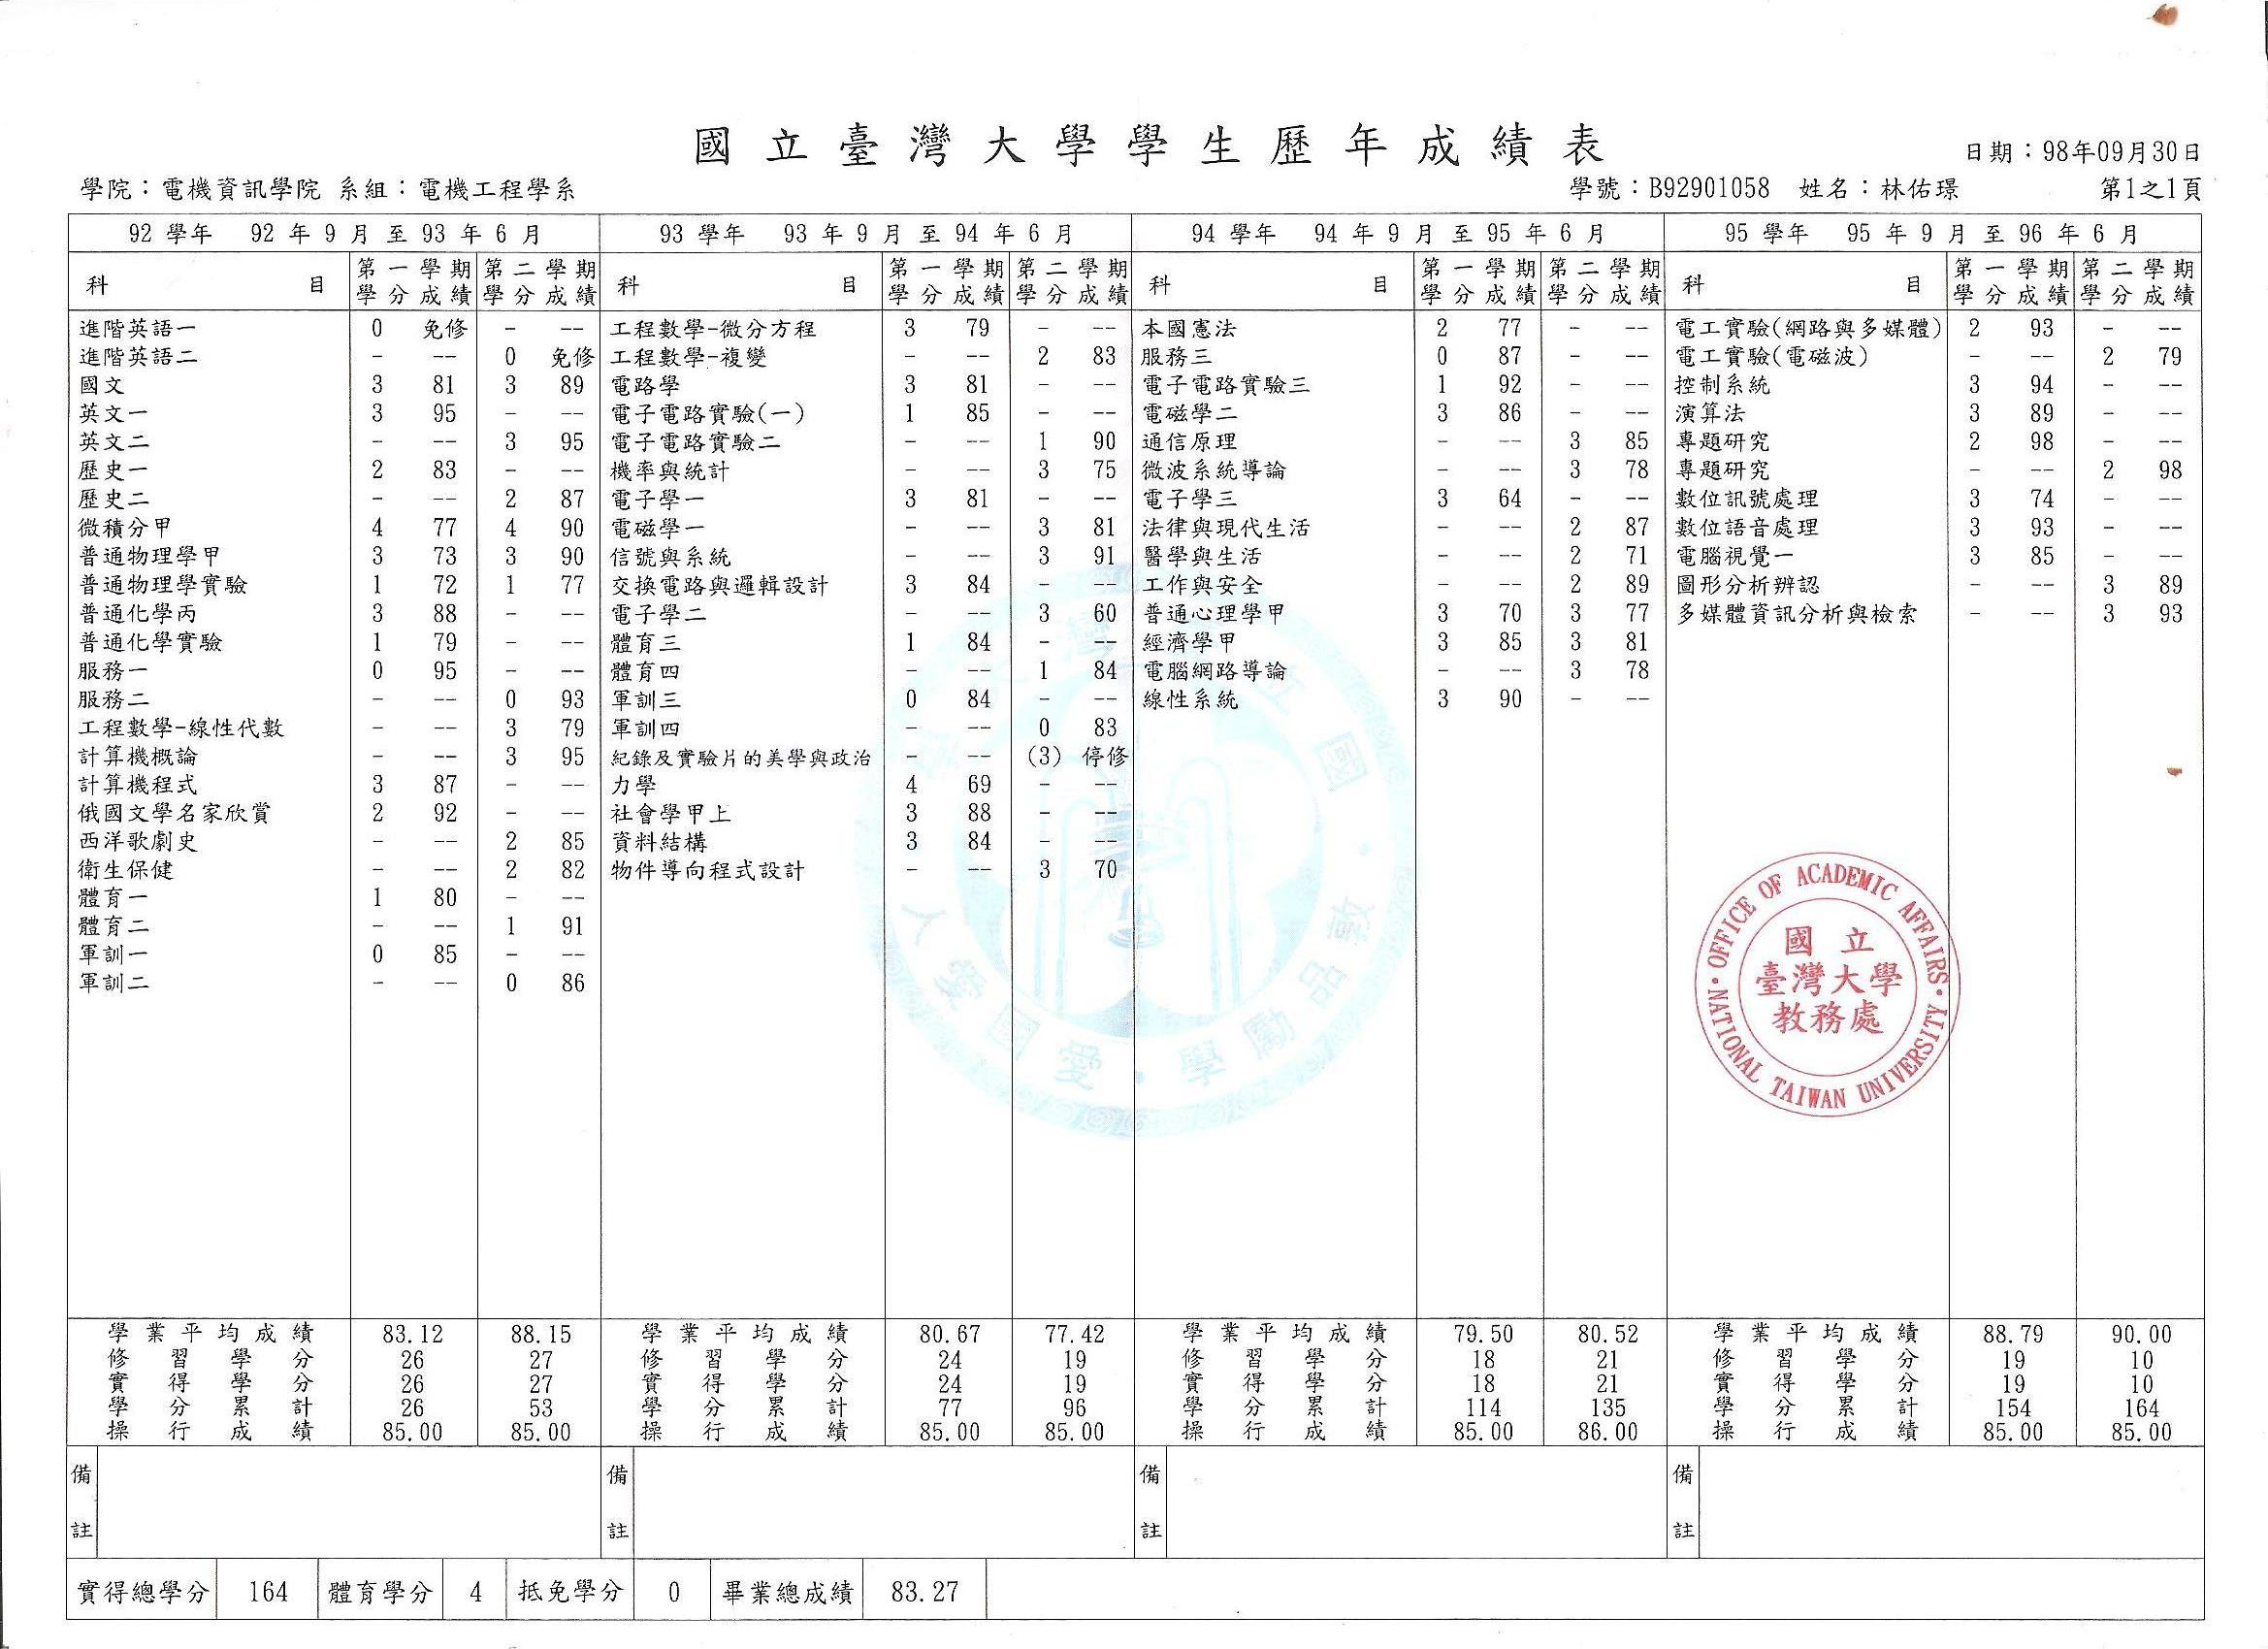 國立臺灣大學學生歷年成績表
日期：98年09月30日
學院：電機資訊學院 系組：電機工程學系
學號：B92901058 姓名：林佑璟 第1之1頁
92 學年 92 年 9 月 至 93 年 6 月
科 目 第一學期 第二學期
學分 成績 學分 成績
進階英語一 0 免修 - --
進階英語二 - -- 0 免修
國文 3 81 3 89
英文一 3 95 - --
英文二 - -- 3 95
歷史一 2 83 - --
歷史二 - -- 2 87
微積分甲 4 77 4 90
普通物理學甲 3 73 3 90
普通物理學實驗 1 72 1 77
普通化學丙 3 88 - --
普通化學實驗 1 79 - --
服務一 0 95 - --
服務二 - -- 0 93
工程數學-線性代數 - -- 3 79
計算機概論 - -- 3 95
計算機程式 3 87 - --
俄國文學名家欣賞 2 92 - --
西洋歌劇史 - -- 2 85
衛生保健 - -- 2 82
體育一 1 80 - --
體育二 - -- 1 91
軍訓一 0 85 - --
軍訓二 - -- 0 86
學業平均成績 83.12 88.15
修習學分 26 27
實得學分 26 27
學分累計 26 53
操行成績 85.00 85.00
備註
93 學年 93 年 9 月 至 94 年 6 月
科 目 第一學期 第二學期
學分 成績 學分 成績
工程數學-微分方程 3 79 - --
工程數學-複變 - -- 2 83
電路學 3 81 - --
電子電路實驗(一) 1 85 - --
電子電路實驗二 - -- 1 90
機率與統計 - -- 3 75
電子學一 3 81 - --
電磁學一 - -- 3 81
信號與系統 - -- 3 91
交換電路與邏輯設計 3 84 - --
電子學二 - -- 3 60
體育三 1 84 - --
體育四 - -- 1 84
軍訓三 0 84 - --
軍訓四 - -- 0 83
紀錄及實驗片的美學與政治 - -- (3) 停修
力學 4 69 - --
社會學甲上 3 88 - --
資料結構 3 84 - --
物件導向程式設計 - -- 3 70
學業平均成績 80.67 77.42
修習學分 24 19
實得學分 24 19
學分累計 77 96
操行成績 85.00 85.00
備註
94 學年 94 年 9 月 至 95 年 6 月
科 目 第一學期 第二學期
學分 成績 學分 成績
本國憲法 2 77 - --
服務三 0 87 - --
電子電路實驗三 1 92 - --
電磁學二 3 86 - --
通信原理 - -- 3 85
微波系統導論 - -- 3 78
電子學三 3 64 - --
法律與現代生活 - -- 2 87
醫學與生活 - -- 2 71
工作與安全 - -- 2 89
普通心理學甲 3 70 3 77
經濟學甲 3 85 3 81
電腦網路導論 - -- 3 78
線性系統 3 90 - --
學業平均成績 79.50 80.52
修習學分 18 21
實得學分 18 21
學分累計 114 135
操行成績 85.00 86.00
備註
95 學年 95 年 9 月 至 96 年 6 月
科 目 第一學期 第二學期
學分 成績 學分 成績
電工實驗(網路與多媒體) 2 93 - --
電工實驗(電磁波) - -- 2 79
控制系統 3 94 - --
演算法 3 89 - --
專題研究 2 98 - --
專題研究 - -- 2 98
數位訊號處理 3 74 - --
數位語音處理 3 93 - --
電腦視覺一 3 85 - --
圖形分析辨認 - -- 3 89
多媒體資訊分析與檢索 - -- 3 93
OFFICE OF ACADEMIC AFFAIRS
國立
臺灣大學
教務處
NATIONAL TAIWAN UNIVERSITY
學業平均成績 88.79 90.00
修習學分 19 10
實得學分 19 10
學分累計 154 164
操行成績 85.00 85.00
備註
實得總學分 164 體育學分 4 抵免學分 0 畢業總成績 83.27